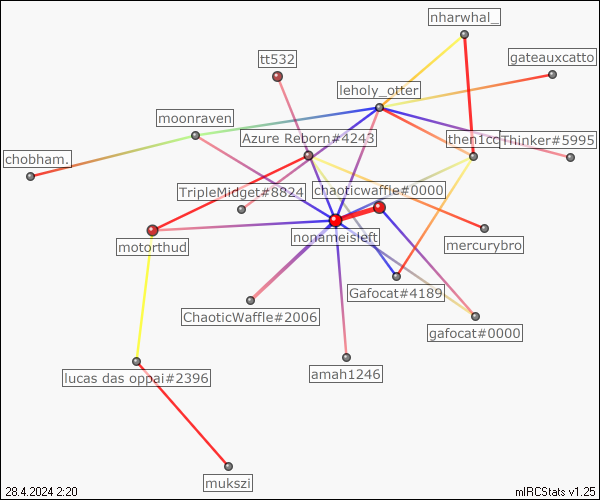 nharwhal_
tt532
gateauxcatto
leholy_otter
moonraven
Azure Reborn#4243
then1cc
Thinker#5995
chobham.
TripleMidget#8824
chaoticwaffle#0000
nonameisleft
motorthud
mercurybro
Gafocat#4189
ChaoticWaffle#2006
gafocat#0000
amah1246
lucas das oppai#2396
mukszi
28.4.2024 2:20
mIRCStats v1.25